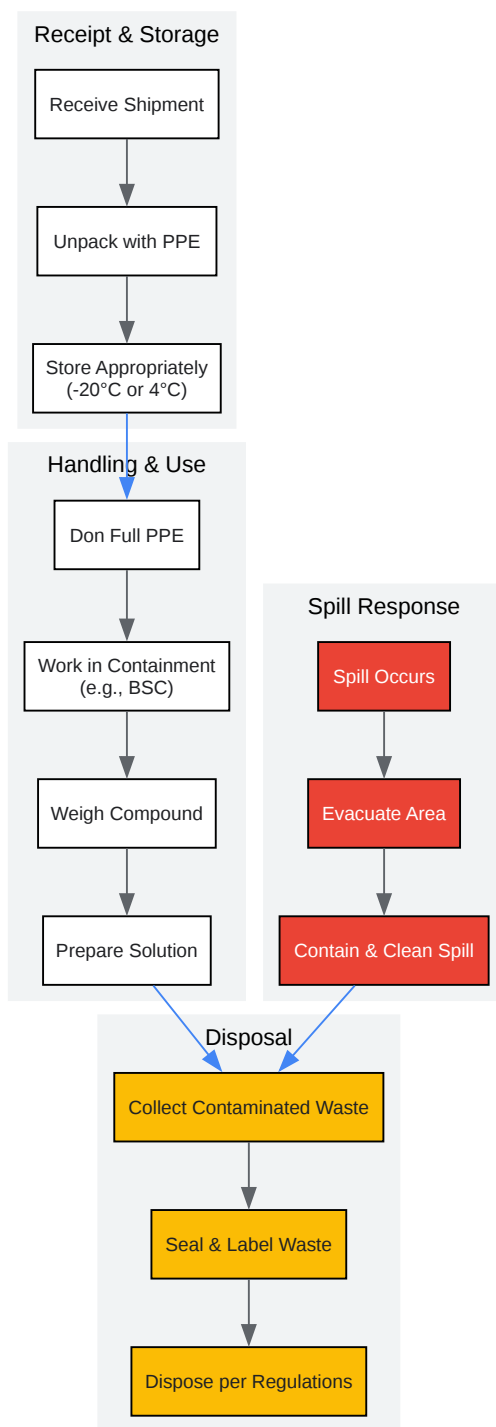 Receipt & Storage
Receive Shipment
Unpack with PPE
Store Appropriately
(-20°C or 4°C)
Handling & Use
Don Full PPE
Work in Containment
(e.g., BSC)
Weigh Compound
Prepare Solution
Spill Response
Spill Occurs
Evacuate Area
Contain & Clean Spill
Disposal
Collect Contaminated Waste
Seal & Label Waste
Dispose per Regulations